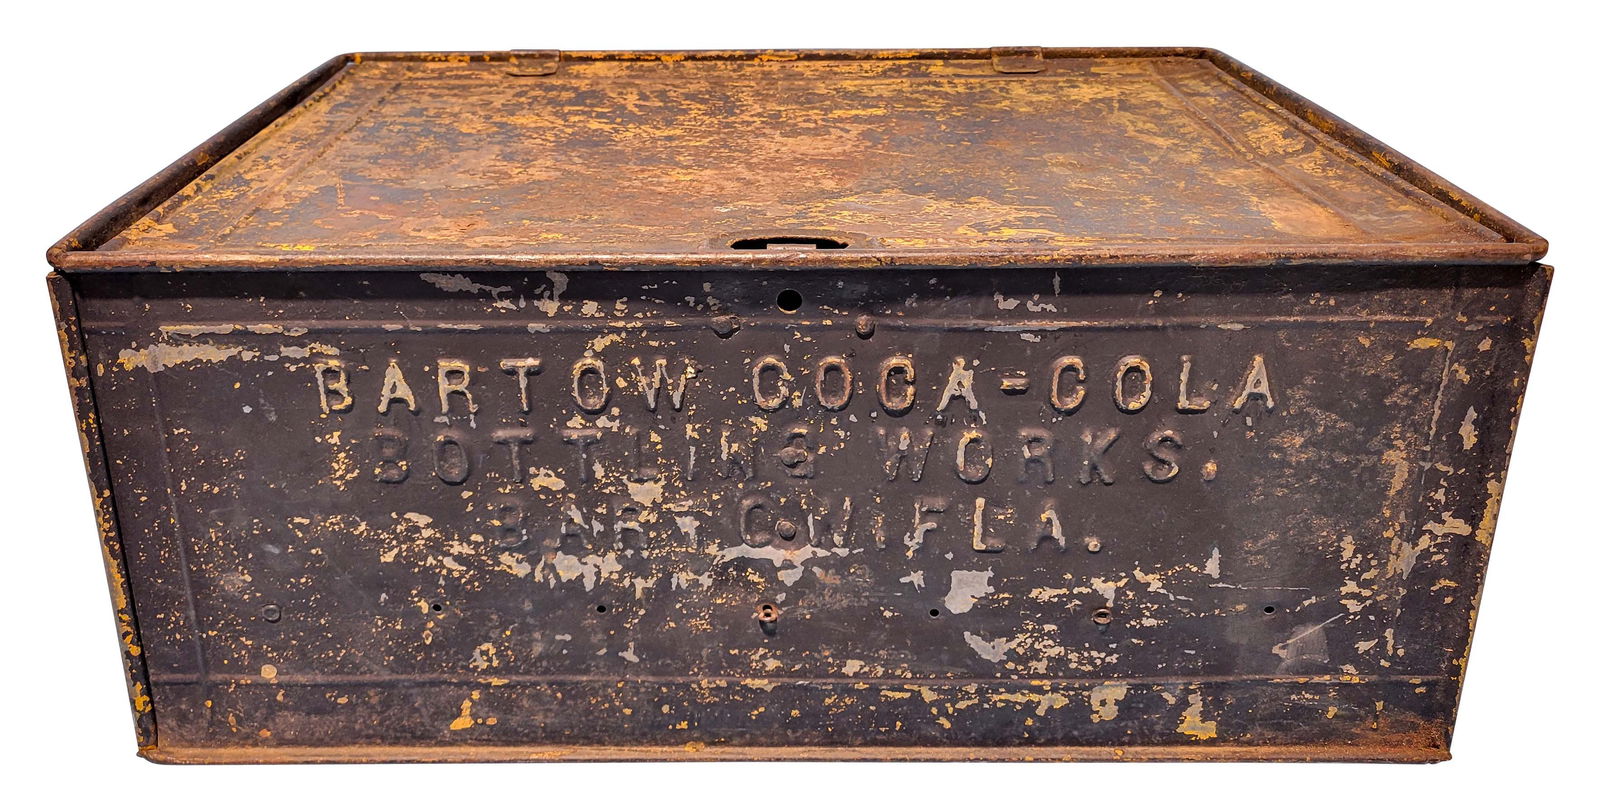 BARTOW COCA-COLA
BOTTLING WORKS.
BARTOW, FLA.